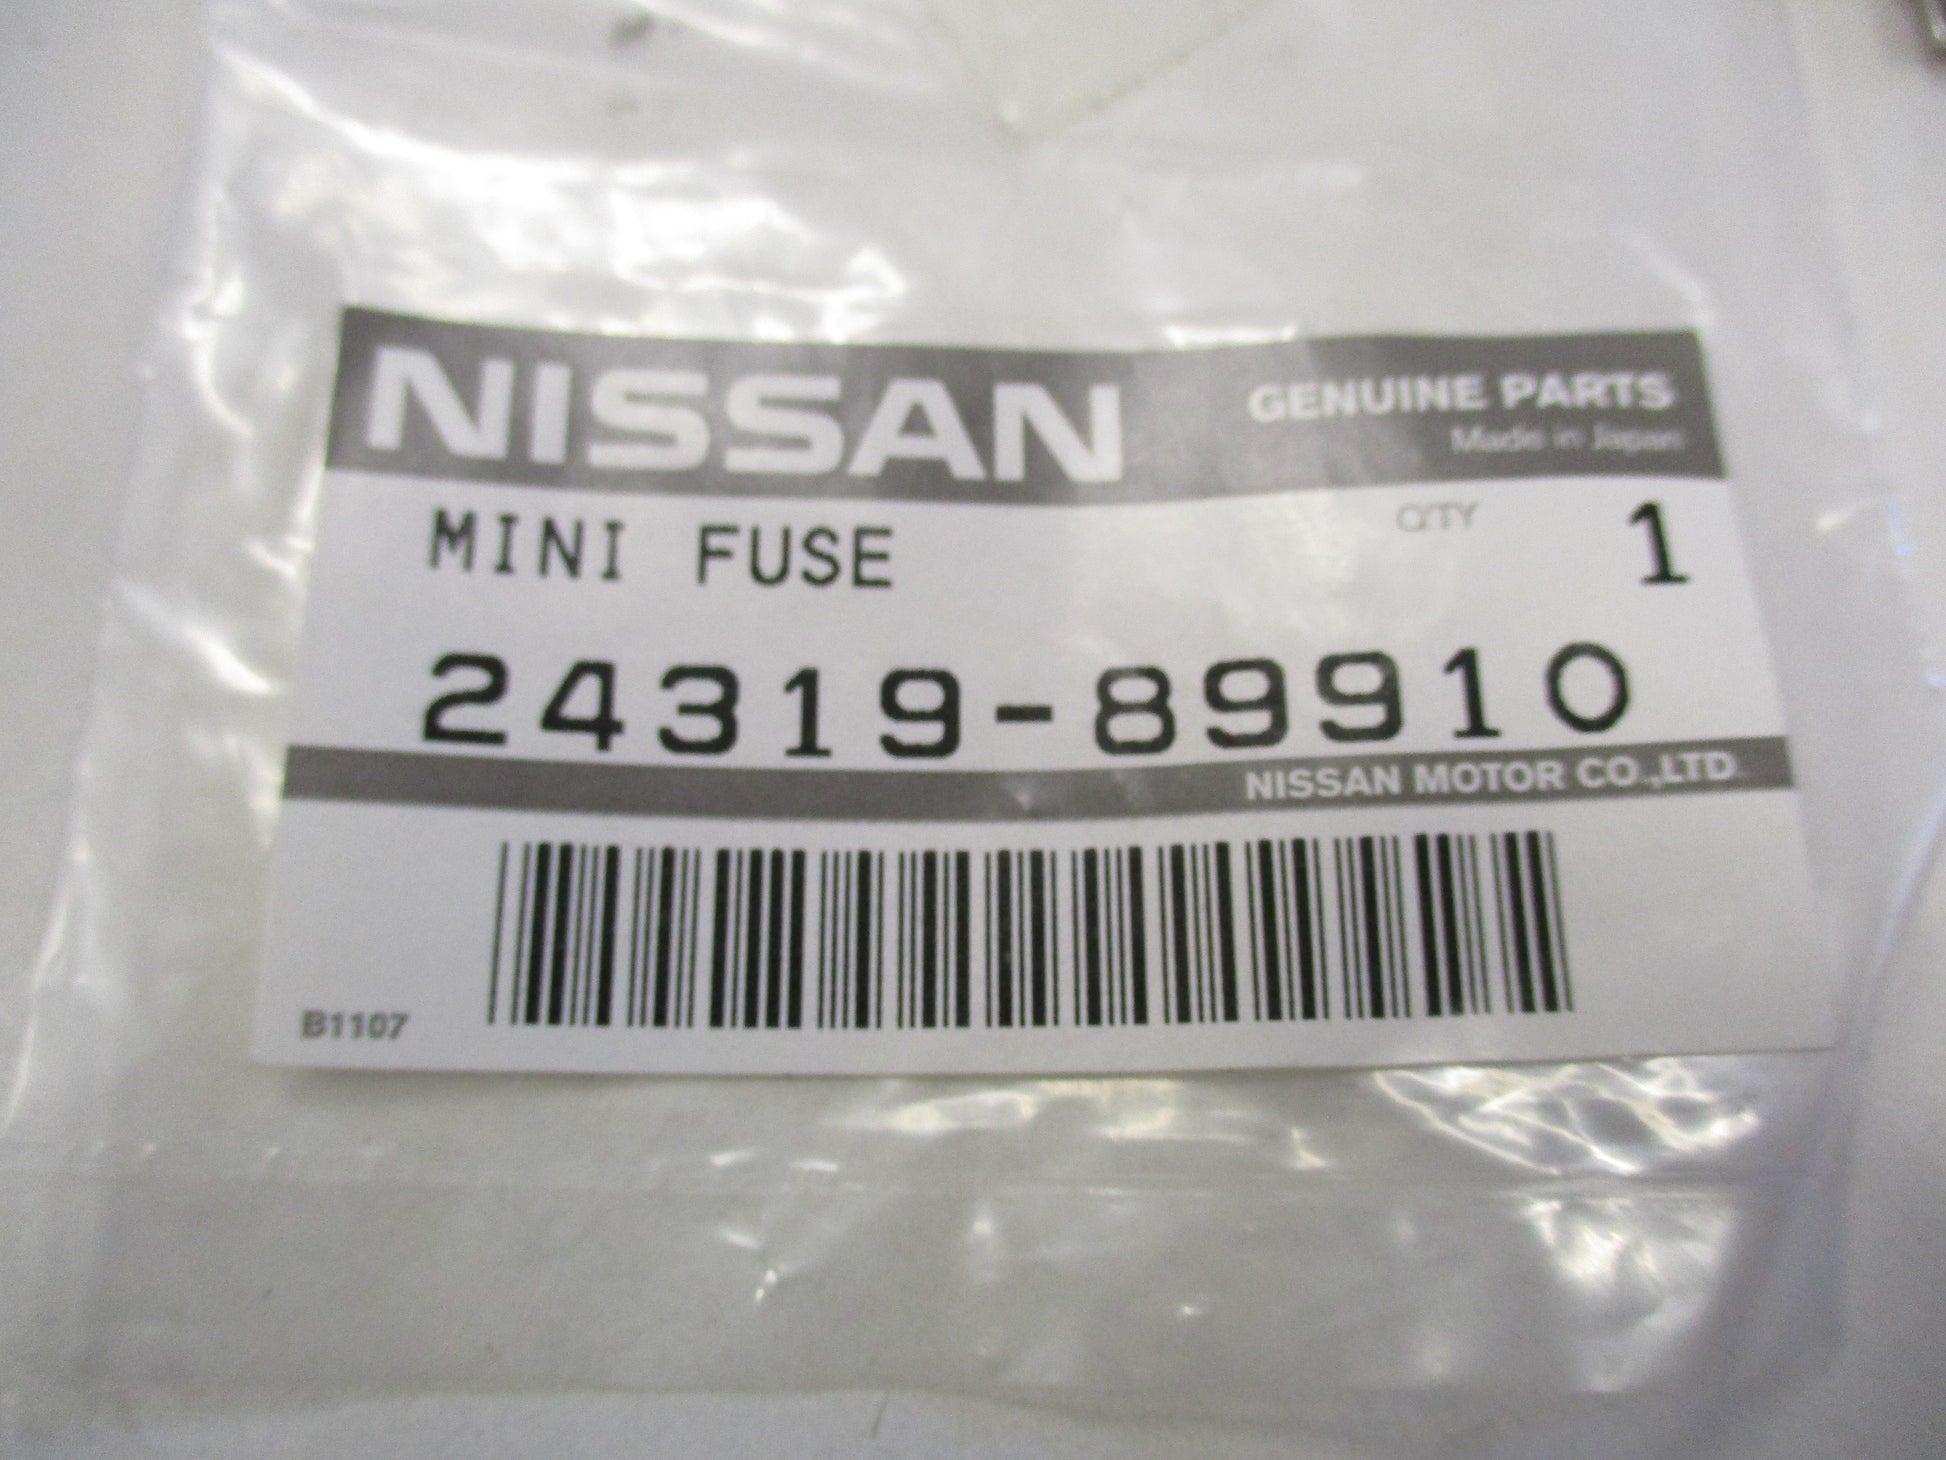 NISSAN GENUINE PARTS
Made in Japan
MINI FUSE QTY 1
24319-89910
NISSAN MOTOR CO.,LTD.
B1107